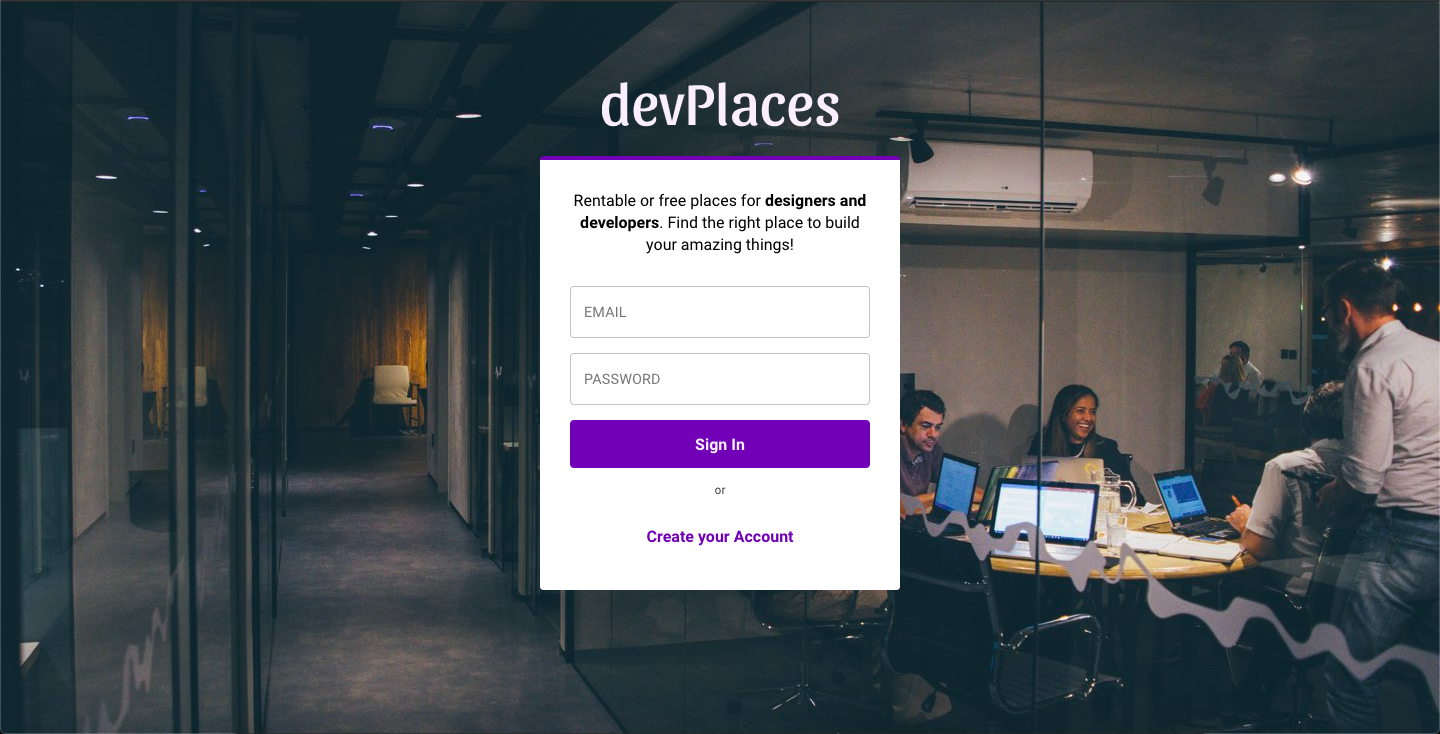 devPlaces
Rentable or free places for designers and
developers. Find the right place to build
your amazing things!
EMAIL
PASSWORD
Sign In
or
Create your Account